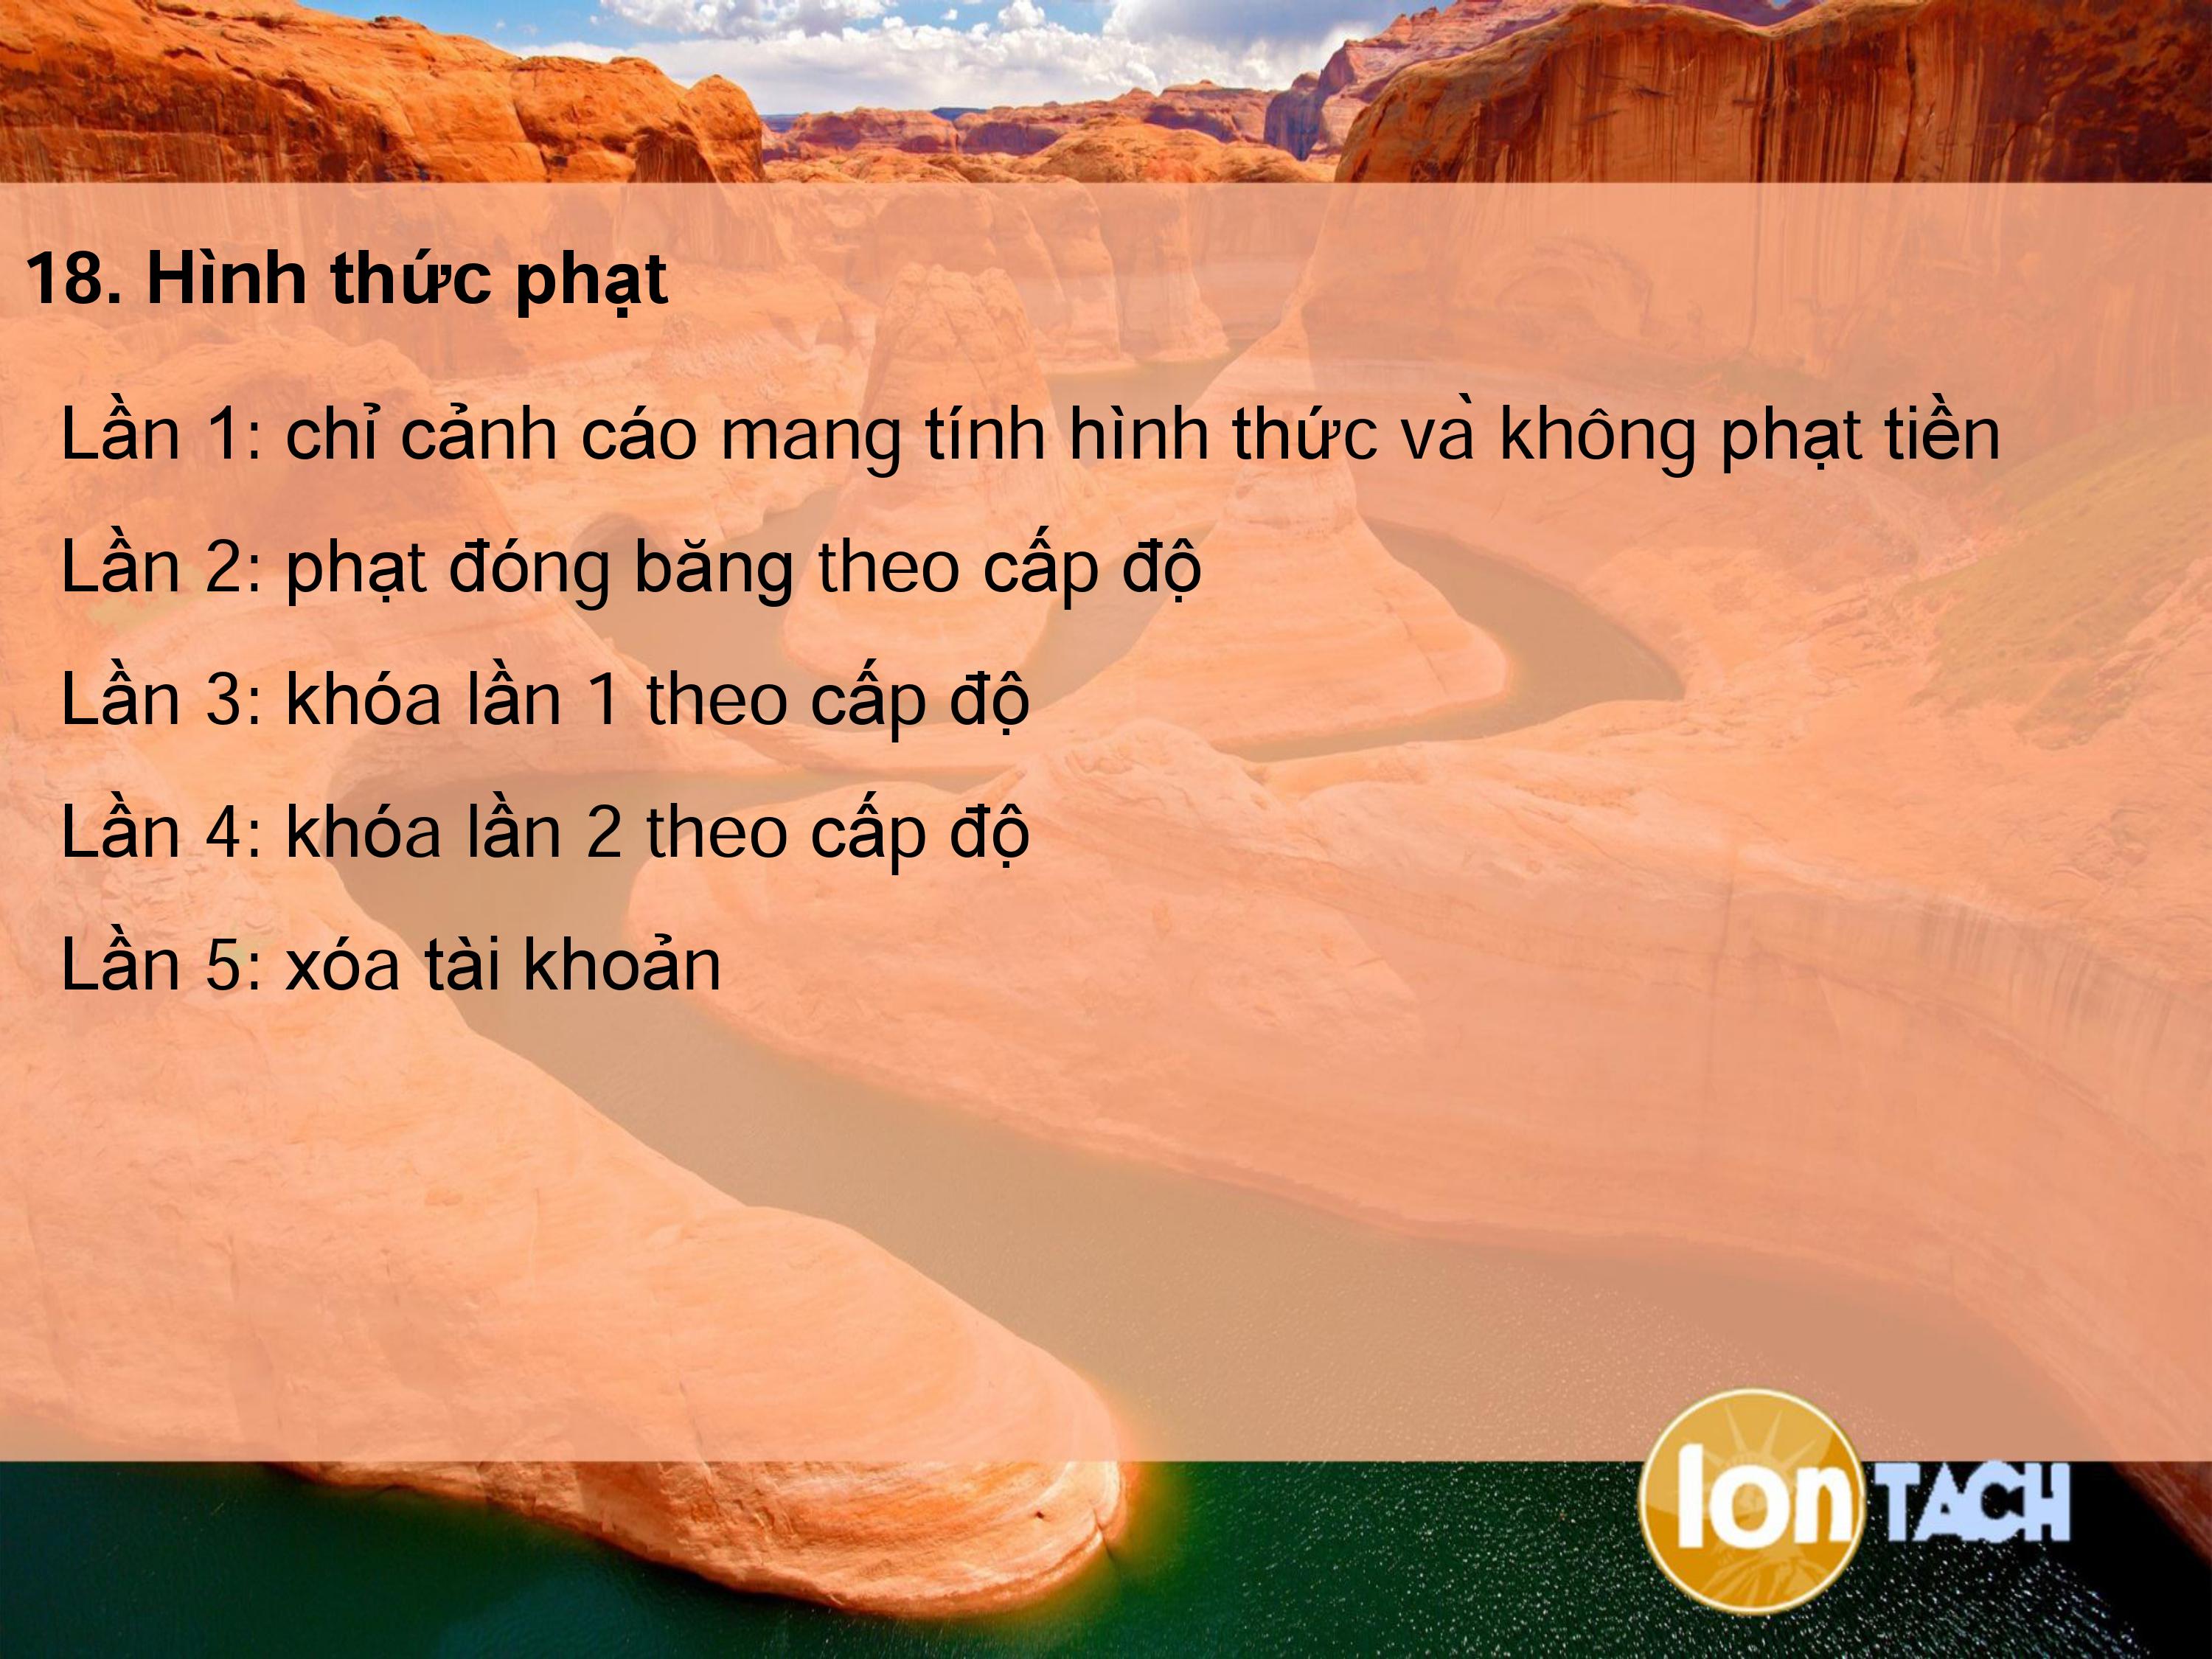 18. Hình thức phạt
Lần 1: chỉ cảnh cáo mang tính hình thức và không phạt tiền
Lần 2: phạt đóng băng theo cấp độ
Lần 3: khóa lần 1 theo cấp độ
Lần 4: khóa lần 2 theo cấp độ
Lần 5: xóa tài khoản
Ion TACH